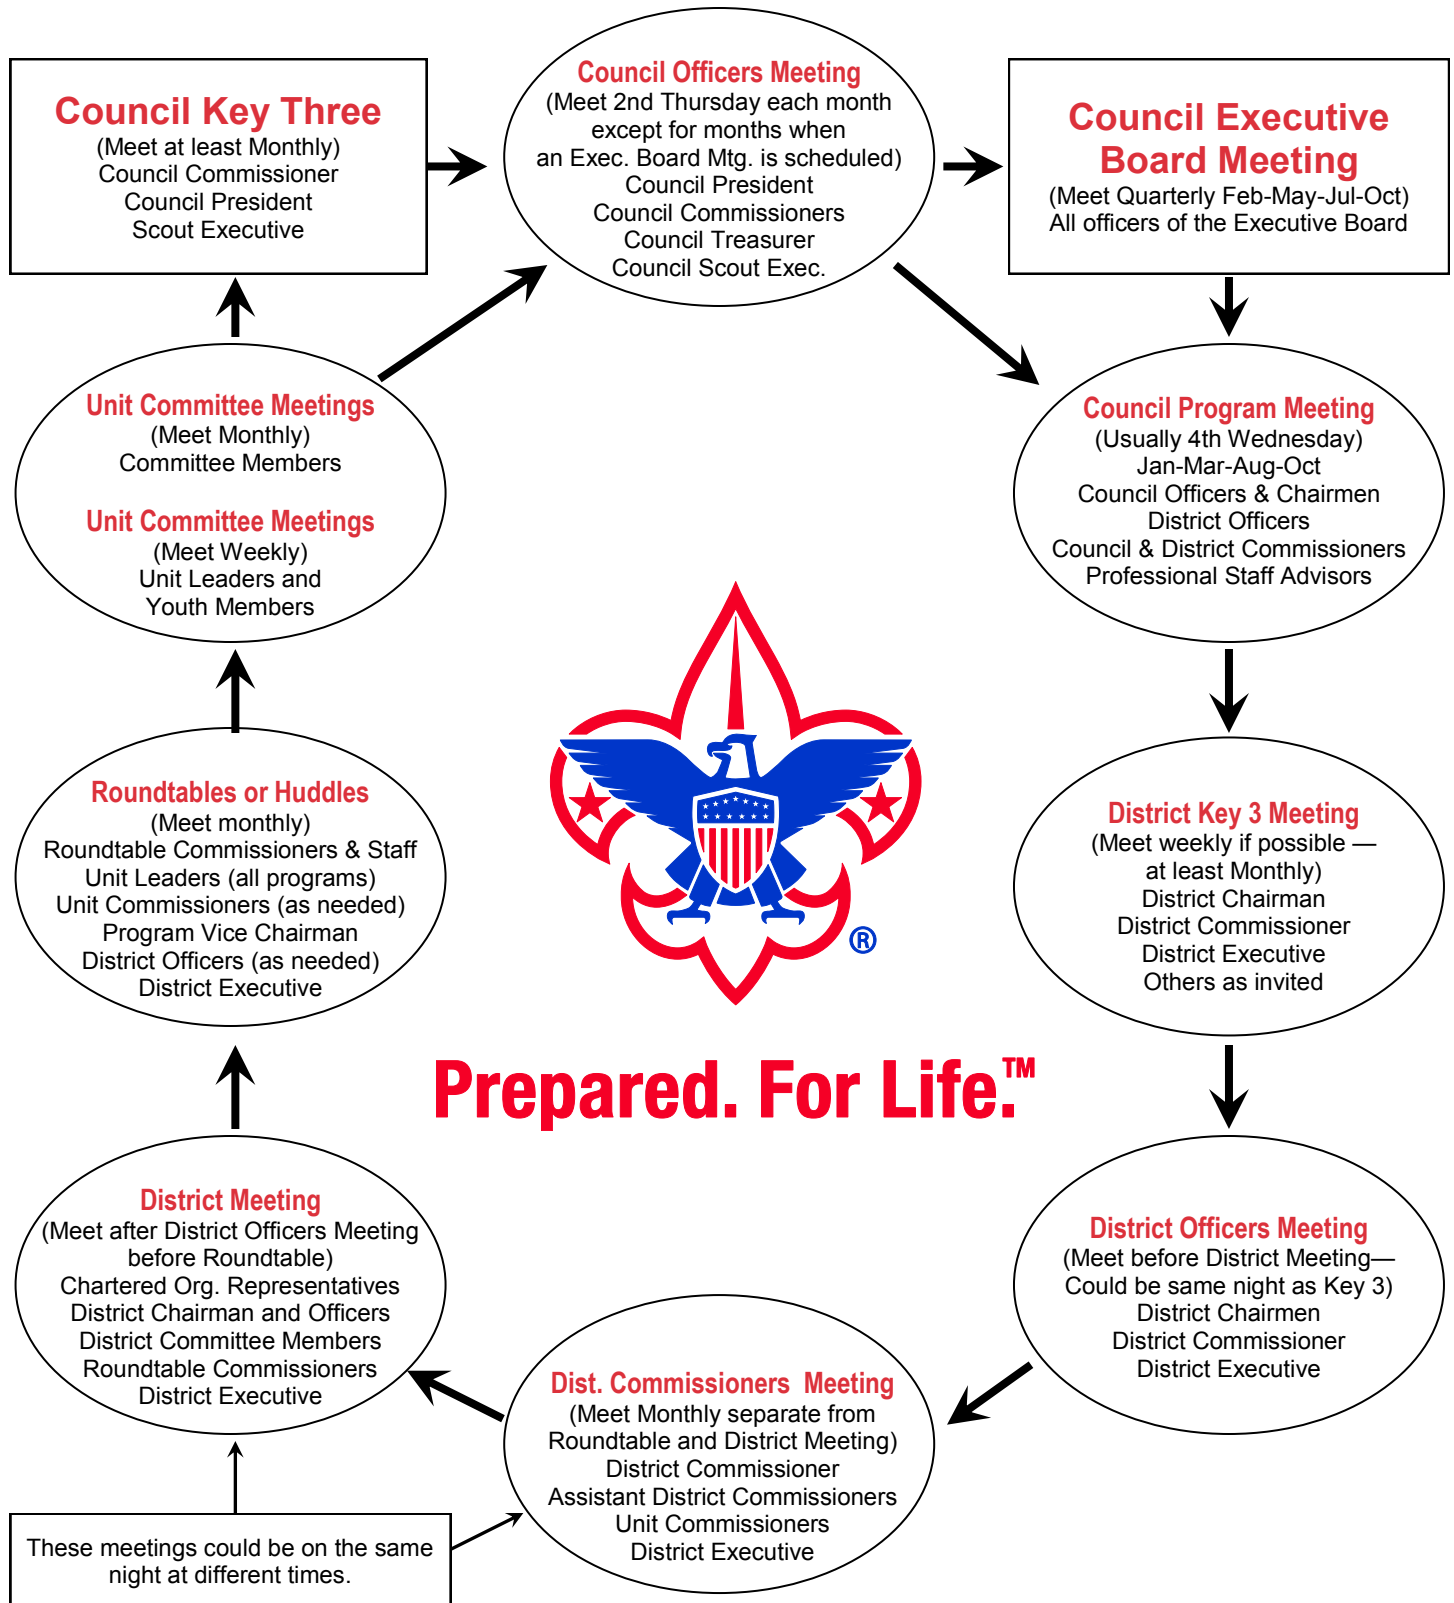 Council Key Three
(Meet at least Monthly)
Council Commissioner
Council President
Scout Executive
Council Officers Meeting
(Meet 2nd Thursday each month
except for months when
an Exec. Board Mtg. is scheduled)
Council President
Council Commissioners
Council Treasurer
Council Scout Exec.
Council Executive
Board Meeting
(Meet Quarterly Feb-May-Jul-Oct)
All officers of the Executive Board
Council Program Meeting
(Usually 4th Wednesday)
Jan-Mar-Aug-Oct
Council Officers & Chairmen
District Officers
Council & District Commissioners
Professional Staff Advisors
District Key 3 Meeting
(Meet weekly if possible —
at least Monthly)
District Chairman
District Commissioner
District Executive
Others as invited
District Officers Meeting
(Meet before District Meeting—
Could be same night as Key 3)
District Chairmen
District Commissioner
District Executive
Dist. Commissioners  Meeting
(Meet Monthly separate from
Roundtable and District Meeting)
District Commissioner
Assistant District Commissioners
Unit Commissioners
District Executive
These meetings could be on the same
night at different times.
District Meeting
(Meet after District Officers Meeting
before Roundtable)
Chartered Org. Representatives
District Chairman and Officers
District Committee Members
Roundtable Commissioners
District Executive
Roundtables or Huddles
(Meet monthly)
Roundtable Commissioners & Staff
Unit Leaders (all programs)
Unit Commissioners (as needed)
Program Vice Chairman
District Officers (as needed)
District Executive
Unit Committee Meetings
(Meet Monthly)
Committee Members
Unit Committee Meetings
(Meet Weekly)
Unit Leaders and
Youth Members
®
Prepared. For Life.™